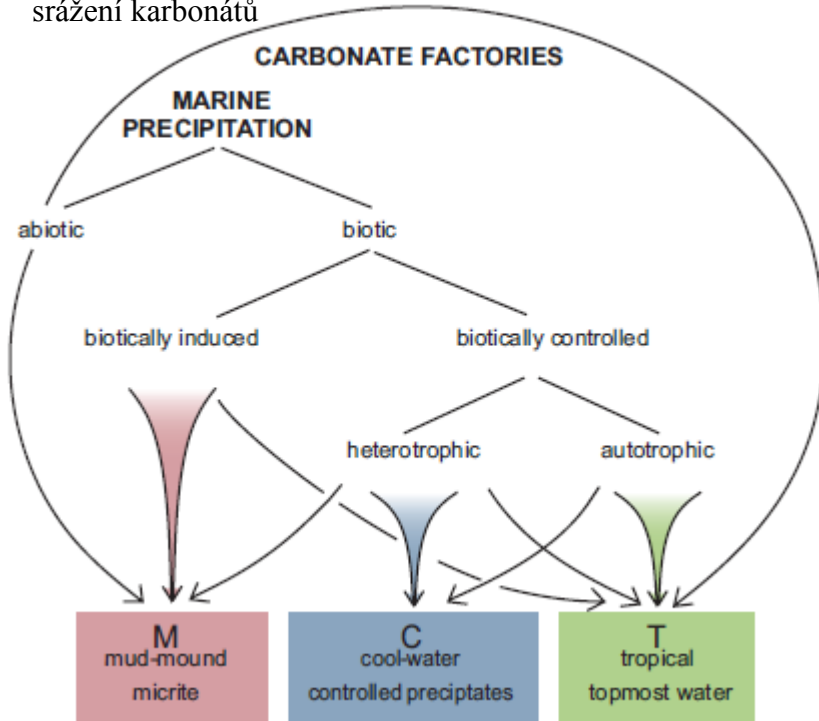 srážení karbonátů
CARBONATE FACTORIES
MARINE
PRECIPITATION
abiotic
biotic
biotically induced
biotically controlled
heterotrophic
autotrophic
M
mud-mound
micrite
C
cool-water
controlled preciptates
T
tropical
topmost water